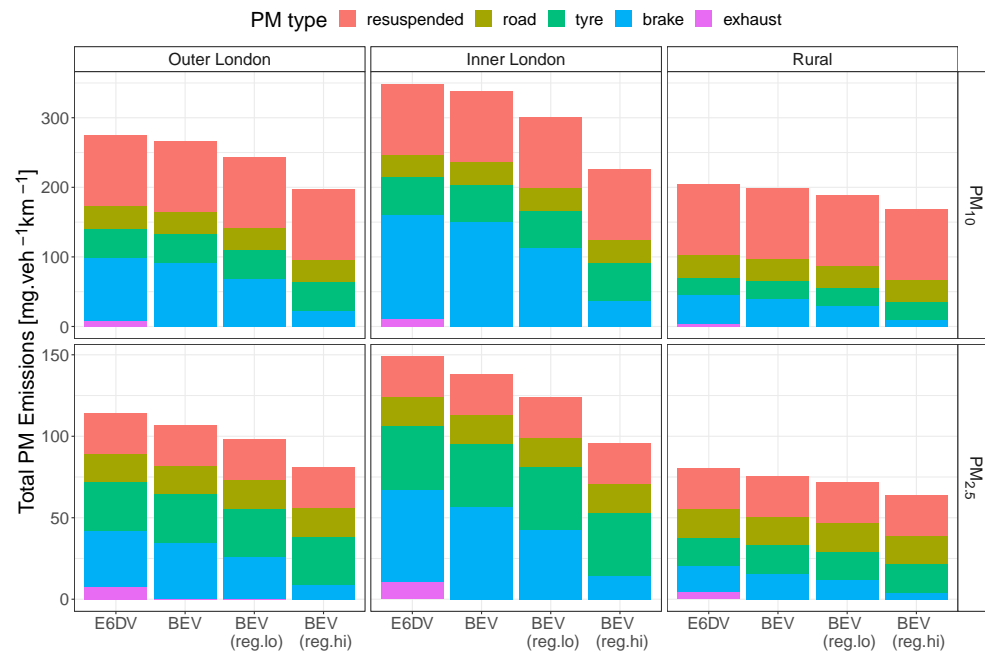 PM type resuspended road tyre brake exhaust
Outer London Inner London Rural
Total PM Emissions [mg.veh⁻¹km⁻¹]
300
200
100
0
PM₁₀
150
100
50
0
PM₂.₅
E6DV BEV BEV (reg.lo) BEV (reg.hi) E6DV BEV BEV (reg.lo) BEV (reg.hi) E6DV BEV BEV (reg.lo) BEV (reg.hi)